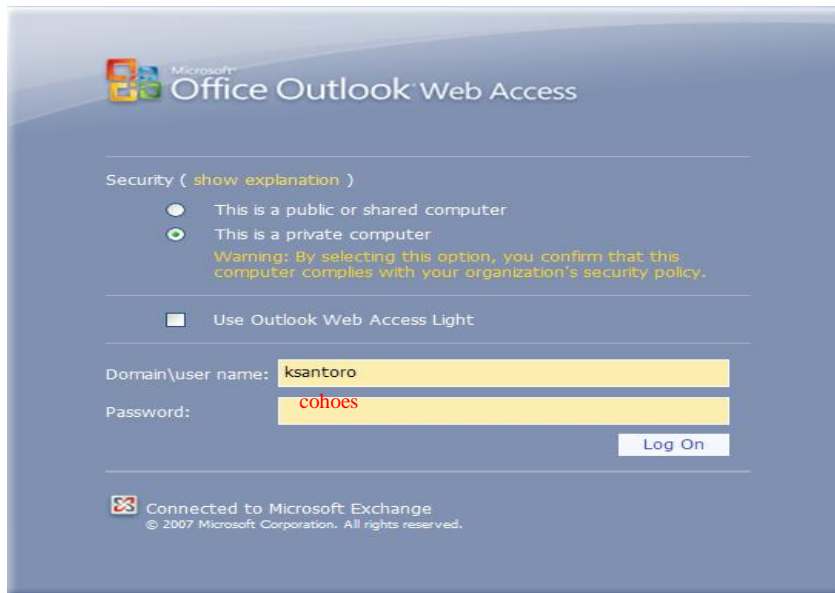 Microsoft®
Office Outlook Web Access
Security ( show explanation )
This is a public or shared computer
This is a private computer
Warning: By selecting this option, you confirm that this
computer complies with your organization's security policy.
Use Outlook Web Access Light
Domain\user name: ksantoro
Password: cohoes
Log On
Connected to Microsoft Exchange
© 2007 Microsoft Corporation. All rights reserved.